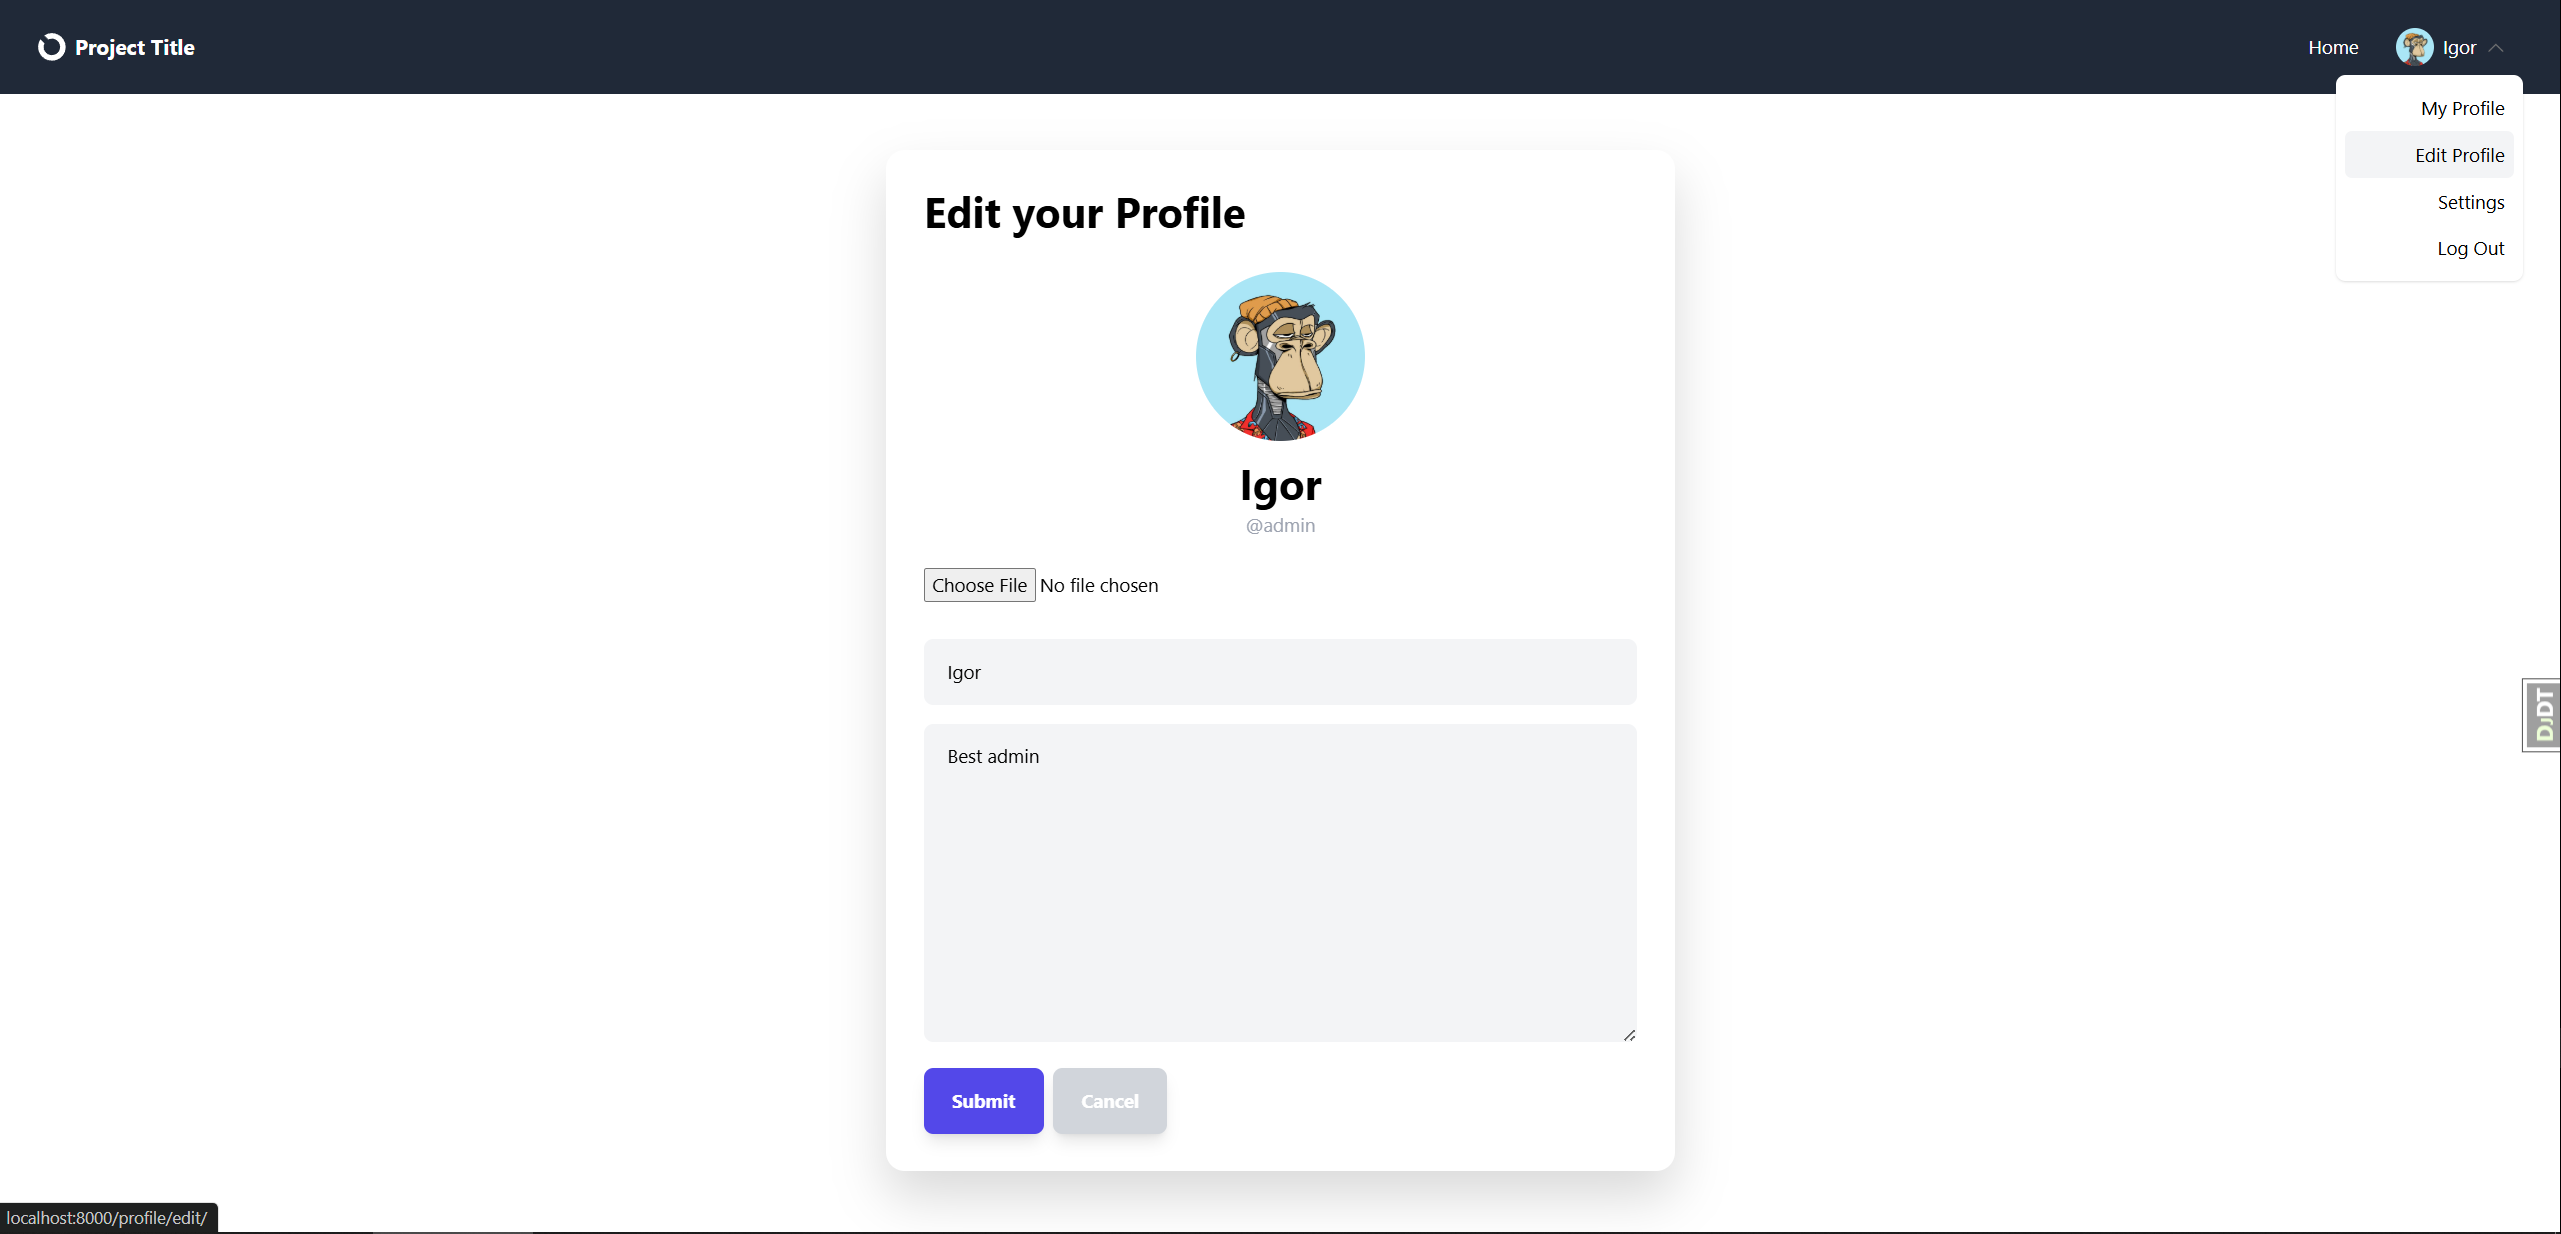 Project Title
Home
Igor
My Profile
Edit Profile
Settings
Log Out
Edit your Profile
Igor
@admin
Choose File No file chosen
Igor
Best admin
DJDT
Submit Cancel
localhost:8000/profile/edit/